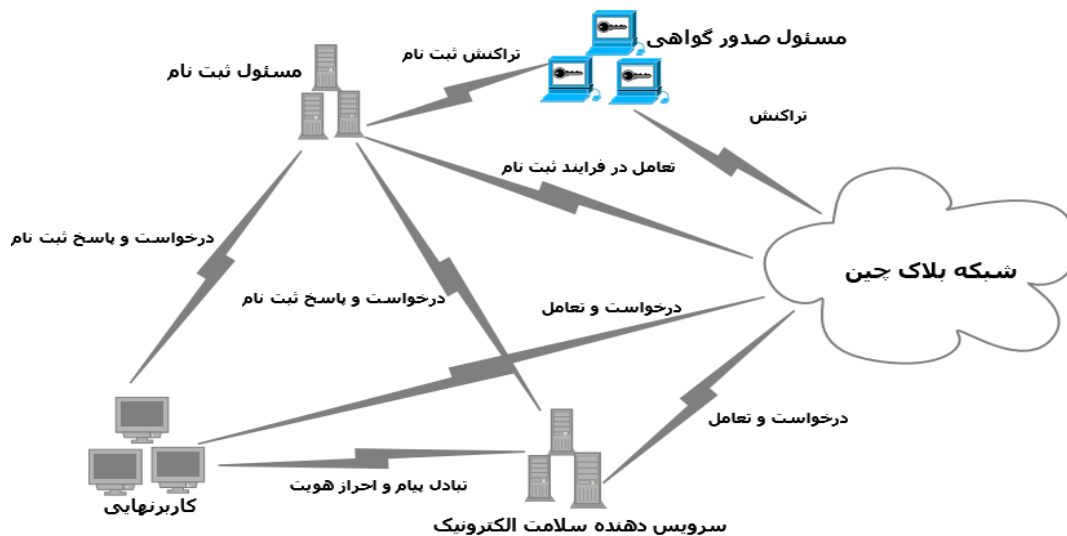 مسئول صدور گواهی
تراکنش ثبت نام
مسئول ثبت نام
تراکنش
تعامل در فرایند ثبت نام
درخواست و پاسخ ثبت نام
شبکه بلاک چین
درخواست و پاسخ ثبت نام
درخواست و تعامل
درخواست و تعامل
تبادل پیام و احراز هویت
کاربرنهایی
سرویس دهنده سلامت الکترونیک